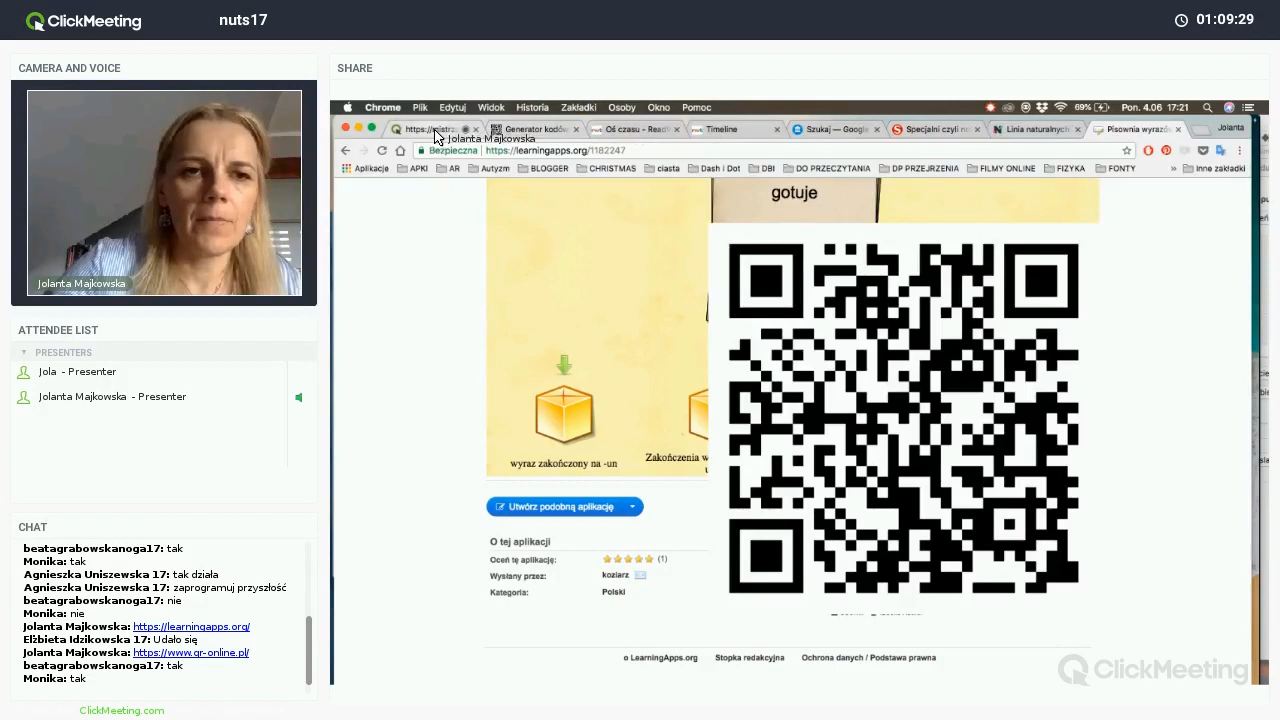 ClickMeeting
nuts17
01:09:29
CAMERA AND VOICE
Jolanta Majkowska
ATTENDEE LIST
PRESENTERS
Jola - Presenter
Jolanta Majkowska - Presenter
CHAT
beatagrabowskanoga17: tak
Monika: tak
Agnieszka Uniszewska 17: tak działa
Agnieszka Uniszewska 17: zaprogramuj przyszłość
beatagrabowskanoga17: nie
Monika: nie
Jolanta Majkowska: https://learningapps.org/
Elżbieta Idzikowska 17: Udało się
Jolanta Majkowska: https://www.qr-online.pl/
beatagrabowskanoga17: tak
Monika: tak
ClickMeeting.com
SHARE
Chrome Plik Edytuj Widok Historia Zakładki Osoby Okno Pomoc 69% Pon. 4.06 17:21
Generator kodów Oś czasu - Read Timeline Szukaj — Google Specjalni czyli Linia naturalnych Pisownia wyrazów Jolanta
Jolanta Majkowska
Bezpieczna https://learningapps.org/1182247
Aplikacje APKI AR Autyzm BLOGGER CHRISTMAS ciasta Dash i Dot DBI DO PRZECZYTANIA DP PRZEJRZENIA FILMY ONLINE FIZYKA FONTY » Inne zakładki
gotuje
wyraz zakończony na -un
Zakończenia
Utwórz podobną aplikację
O tej aplikacji
Oceń tę aplikację: (1)
Wysłany przez: koziarz
Kategoria: Polski
o LearningApps.org Stopka redakcyjna Ochrona danych / Podstawa prawna
ClickMeeting